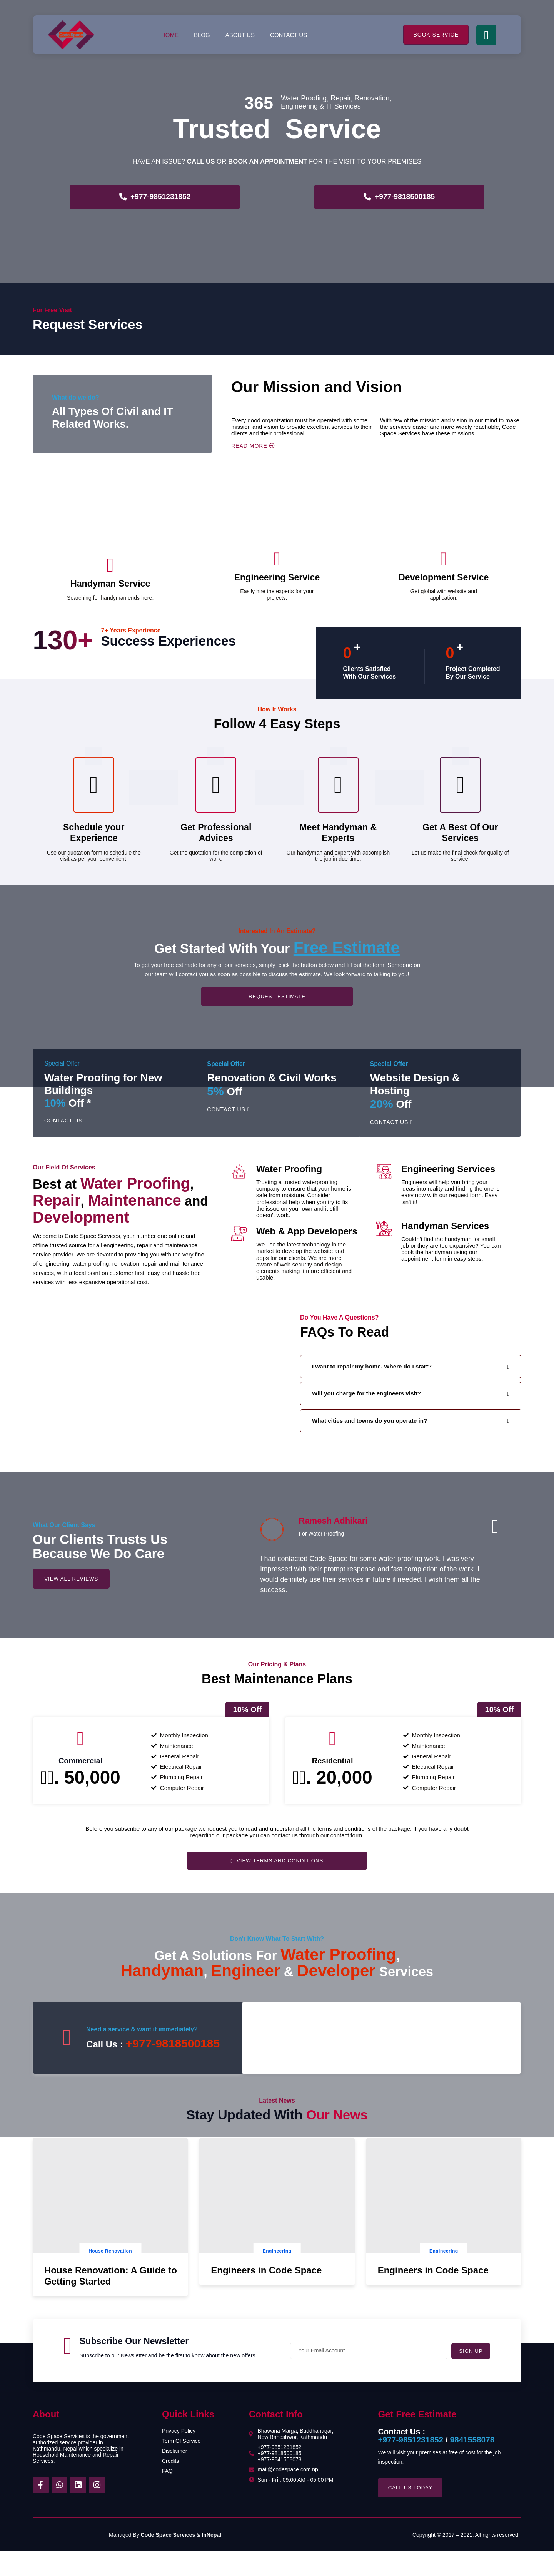 HOME BLOG ABOUT US CONTACT US
BOOK SERVICE
365
Water Proofing, Repair, Renovation,
Engineering & IT Services
Trusted Service
HAVE AN ISSUE? CALL US OR BOOK AN APPOINTMENT FOR THE VISIT TO YOUR PREMISES
+977-9851231852
+977-9818500185
For Free Visit
Request Services
What we we do?
All Types Of Civil and IT
Related Works.
Our Mission and Vision
Every good organization must be operated with some
mission and vision to provide excellent services to their
clients and their professional.
READ MORE
With few of the mission and vision in our mind to make
the services easier and more widely reachable, Code
Space Services have these missions.
Handyman Service
Searching for handyman ends here.
Engineering Service
Easily hire the experts for your
projects.
Development Service
Get global with website and
application.
130+
7+ Years Experience
Success Experiences
0 +
Clients Satisfied
With Our Services
0 +
Project Completed
By Our Service
How It Works
Follow 4 Easy Steps
Schedule your
Experience
Use our quotation form to schedule the
visit as per your convenient.
Get Professional
Advices
Get the quotation for the completion of
work.
Meet Handyman &
Experts
Our handyman and expert with accomplish
the job in due time.
Get A Best Of Our
Services
Let us make the final check for quality of
service.
Interested In An Estimate?
Get Started With Your Free Estimate
To get your free estimate for any of our services, simply click the button below and fill out the form. Someone on
our team will contact you as soon as possible to discuss the estimate. We look forward to talking to you!
REQUEST ESTIMATE
Special Offer
Water Proofing for New
Buildings
10% Off *
CONTACT US
Special Offer
Renovation & Civil Works
5% Off
CONTACT US
Special Offer
Website Design &
Hosting
20% Off
CONTACT US
Our Field Of Services
Best at Water Proofing,
Repair, Maintenance and
Development
Welcome to Code Space Services, your number one online and
offline trusted source for all engineering, repair and maintenance
service provider. We are devoted to providing you with the very fine
of engineering, water proofing, renovation, repair and maintenance
services, with a focal point on customer first, easy and hassle free
services with less expensive operational cost.
Water Proofing
Trusting a trusted waterproofing
company to ensure that your home is
safe from moisture. Consider
professional help when you try to fix
the issue on your own and it still
doesn't work.
Web & App Developers
We use the latest technology in the
market to develop the website and
apps for our clients. We are more
aware of web security and design
elements making it more efficient and
usable.
Engineering Services
Engineers will help you bring your
ideas into reality and finding the one is
easy now with our request form. Easy
isn't it!
Handyman Services
Couldn't find the handyman for small
job or they are too expansive? You can
book the handyman using our
appointment form in easy steps.
Do You Have A Questions?
FAQs To Read
I want to repair my home. Where do I start?
Will you charge for the engineers visit?
What cities and towns do you operate in?
What Our Client Says
Our Clients Trusts Us
Because We Do Care
VIEW ALL REVIEWS
Ramesh Adhikari
For Water Proofing
I had contacted Code Space for some water proofing work. I was very
impressed with their prompt response and fast completion of the work. I
would definitely use their services in future if needed. I wish them all the
success.
Our Pricing & Plans
Best Maintenance Plans
10% Off
Commercial
. 50,000
Monthly Inspection
Maintenance
General Repair
Electrical Repair
Plumbing Repair
Computer Repair
10% Off
Residential
. 20,000
Monthly Inspection
Maintenance
General Repair
Electrical Repair
Plumbing Repair
Computer Repair
Before you subscribe to any of our package we request you to read and understand all the terms and conditions of the package. If you have any doubt
regarding our package you can contact us through our contact form.
VIEW TERMS AND CONDITIONS
Don't Know What To Start With?
Get A Solutions For Water Proofing,
Handyman, Engineer & Developer Services
Need a service & want it immediately?
Call Us : +977-9818500185
Latest News
Stay Updated With Our News
House Renovation
House Renovation: A Guide to
Getting Started
Engineering
Engineers in Code Space
Engineering
Engineers in Code Space
Subscribe Our Newsletter
Subscribe to our Newsletter and be the first to know about the new offers.
Your Email Account
SIGN UP
About
Code Space Services is the government
authorized service provider in
Kathmandu, Nepal which specialize in
Household Maintenance and Repair
Services.
Quick Links
Privacy Policy
Term Of Service
Disclaimer
Credits
FAQ
Contact Info
Bhawana Marga, Buddhanagar,
New Baneshwor, Kathmandu
+977-9851231852
+977-9818500185
+977-9841558078
mail@codespace.com.np
Sun - Fri : 09.00 AM - 05.00 PM
Get Free Estimate
Contact Us :
+977-9851231852 / 9841558078
We will visit your premises at free of cost for the job
inspection.
CALL US TODAY
Managed By Code Space Services & InNepall
Copyright © 2017 – 2021. All rights reserved.